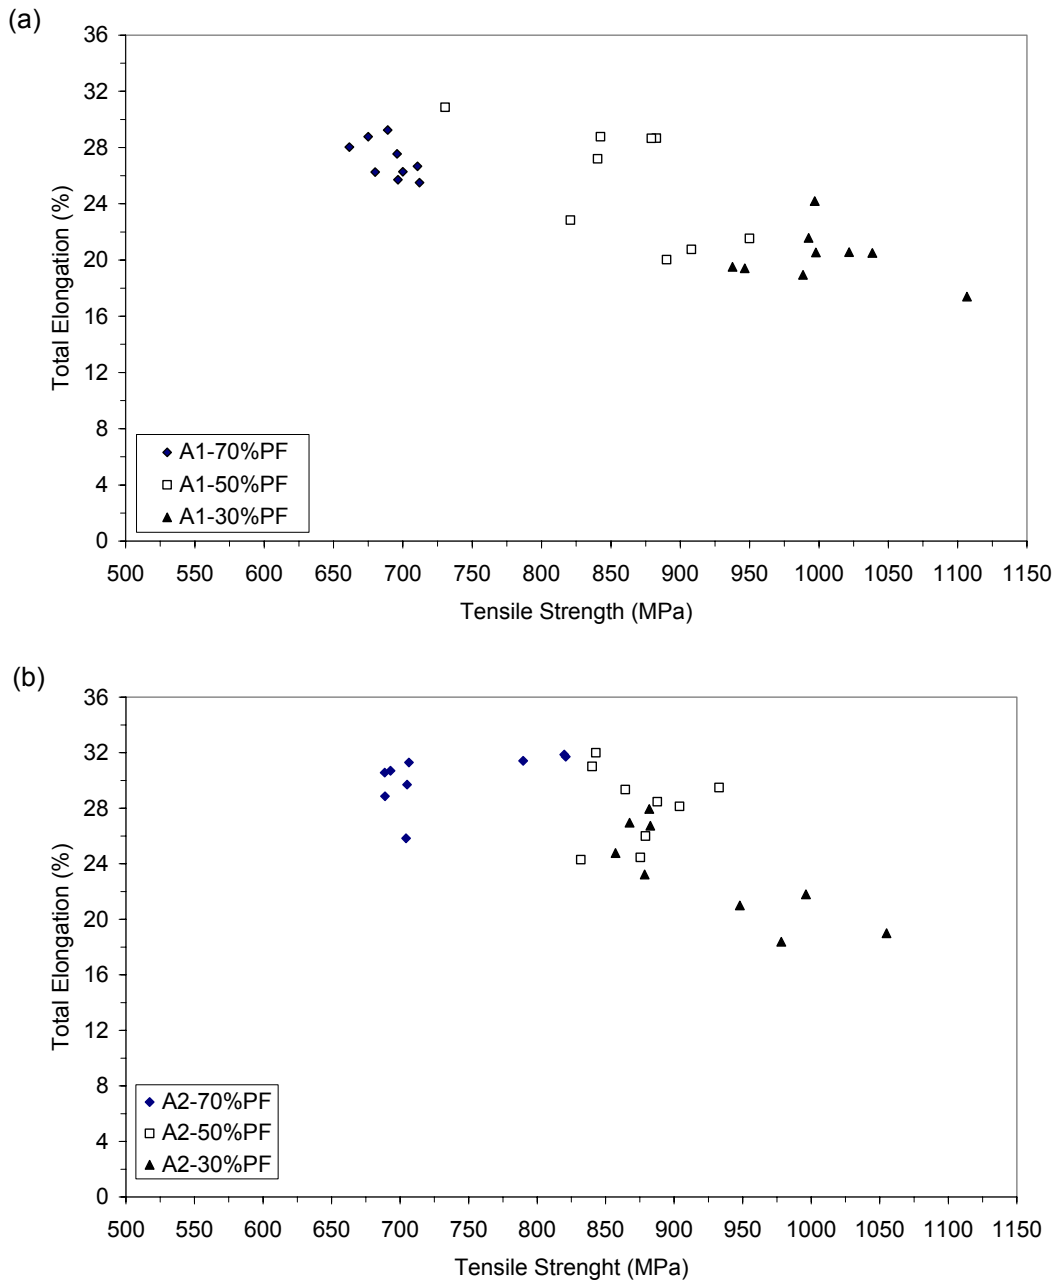 (a)
36
32
28
24
20
16
12
8
4
0
Total Elongation (%)
A1-70%PF
A1-50%PF
A1-30%PF
500 550 600 650 700 750 800 850 900 950 1000 1050 1100 1150
Tensile Strength (MPa)
(b)
36
32
28
24
20
16
12
8
4
0
Total Elongation (%)
A2-70%PF
A2-50%PF
A2-30%PF
500 550 600 650 700 750 800 850 900 950 1000 1050 1100 1150
Tensile Strenght (MPa)